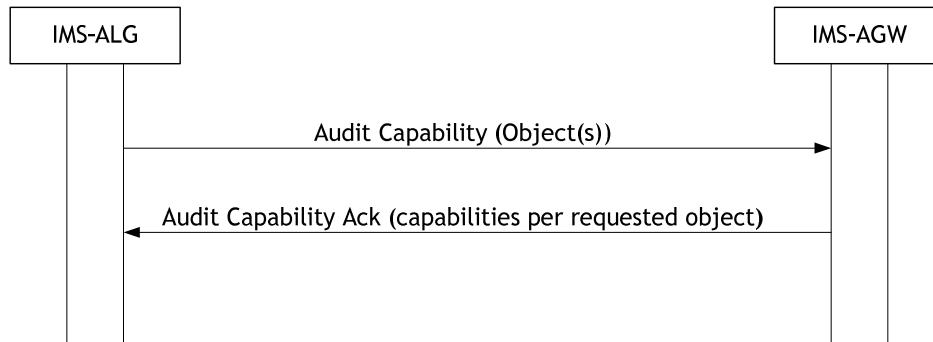 IMS-ALG
IMS-AGW
Audit Capability (Object(s))
Audit Capability Ack (capabilities per requested object)